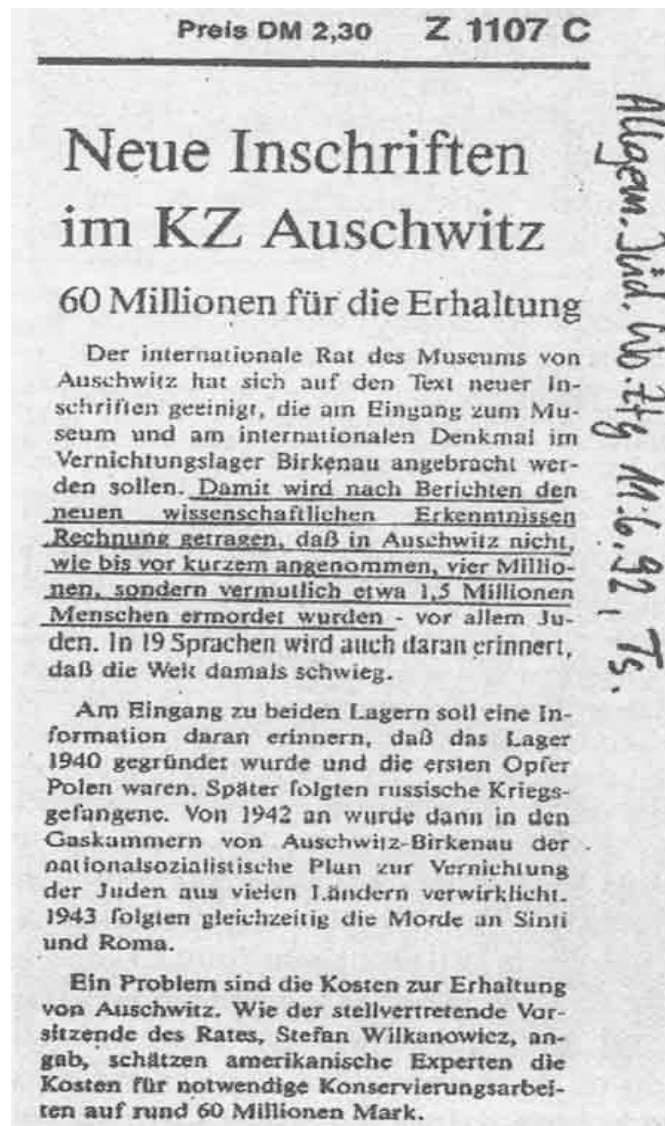 Preis DM 2,30 Z 1107 C
Neue Inschriften
im KZ Auschwitz
60 Millionen für die Erhaltung
Der internationale Rat des Museums von
Auschwitz hat sich auf den Text neuer In-
schriften geeinigt, die am Eingang zum Mu-
seum und am internationalen Denkmal im
Vernichtungslager Birkenau angebracht wer-
den sollen. Damit wird nach Berichten den
neuen wissenschaftlichen Erkenntnissen
Rechnung getragen, daß in Auschwitz nicht,
wie bis vor kurzem angenommen, vier Millio-
nen, sondern vermutlich etwa 1,5 Millionen
Menschen ermordet wurden - vor allem Ju-
den. In 19 Sprachen wird auch daran erinnert,
daß die Welt damals schwieg.
Am Eingang zu beiden Lagern soll eine In-
formation daran erinnern, daß das Lager
1940 gegründet wurde und die ersten Opfer
Polen waren. Später folgten russische Kriegs-
gefangene. Von 1942 an wurde dann in den
Gaskammern von Auschwitz-Birkenau der
nationalsozialistische Plan zur Vernichtung
der Juden aus vielen Ländern verwirklicht.
1943 folgten gleichzeitig die Morde an Sinti
und Roma.
Ein Problem sind die Kosten zur Erhaltung
von Auschwitz. Wie der stellvertretende Vor-
sitzende des Rates, Stefan Wilkanowicz, an-
gab, schätzen amerikanische Experten die
Kosten für notwendige Konservierungsarbei-
ten auf rund 60 Millionen Mark.
Allgem. Jüd. Wo. Ztg 11.6.92, Ts.